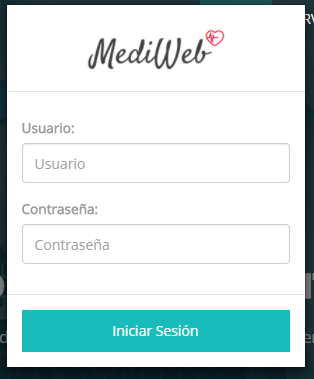 MediWeb
Usuario:
Usuario
Contraseña:
Contraseña
Iniciar Sesión